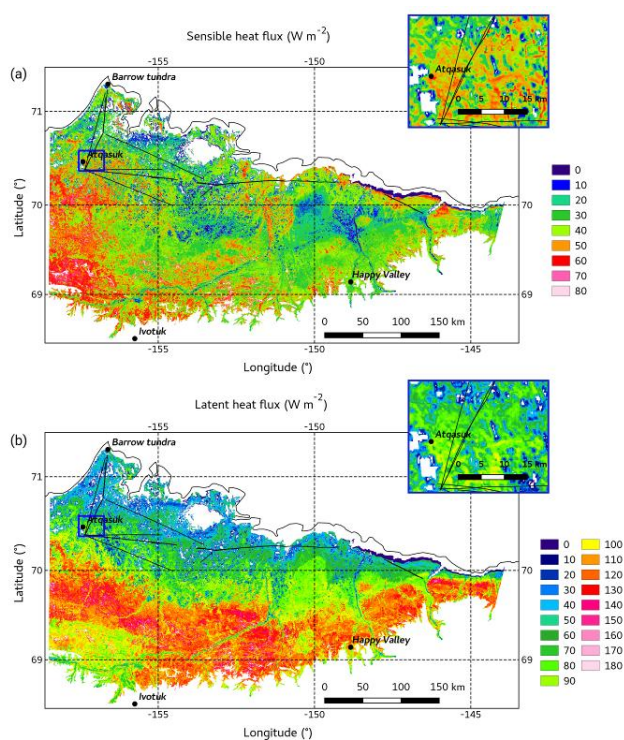 Sensible heat flux (W m⁻²)
-155
-150
-145
(a)
Barrow tundra
71
Atqasuk
70
69
Latitude (°)
Happy Valley
Ivotuk
0 50 100 150 km
-155
-150
-145
Longitude (°)
Atqasuk
0 5 10 15 km
0
10
20
30
40
50
60
70
80
Latent heat flux (W m⁻²)
-155
-150
-145
(b)
Barrow tundra
71
Atqasuk
70
69
Latitude (°)
Happy Valley
Ivotuk
0 50 100 150 km
-155
-150
-145
Longitude (°)
Atqasuk
0 5 10 15 km
0 100
10 110
20 120
30 130
40 140
50 150
60 160
70 170
80 180
90